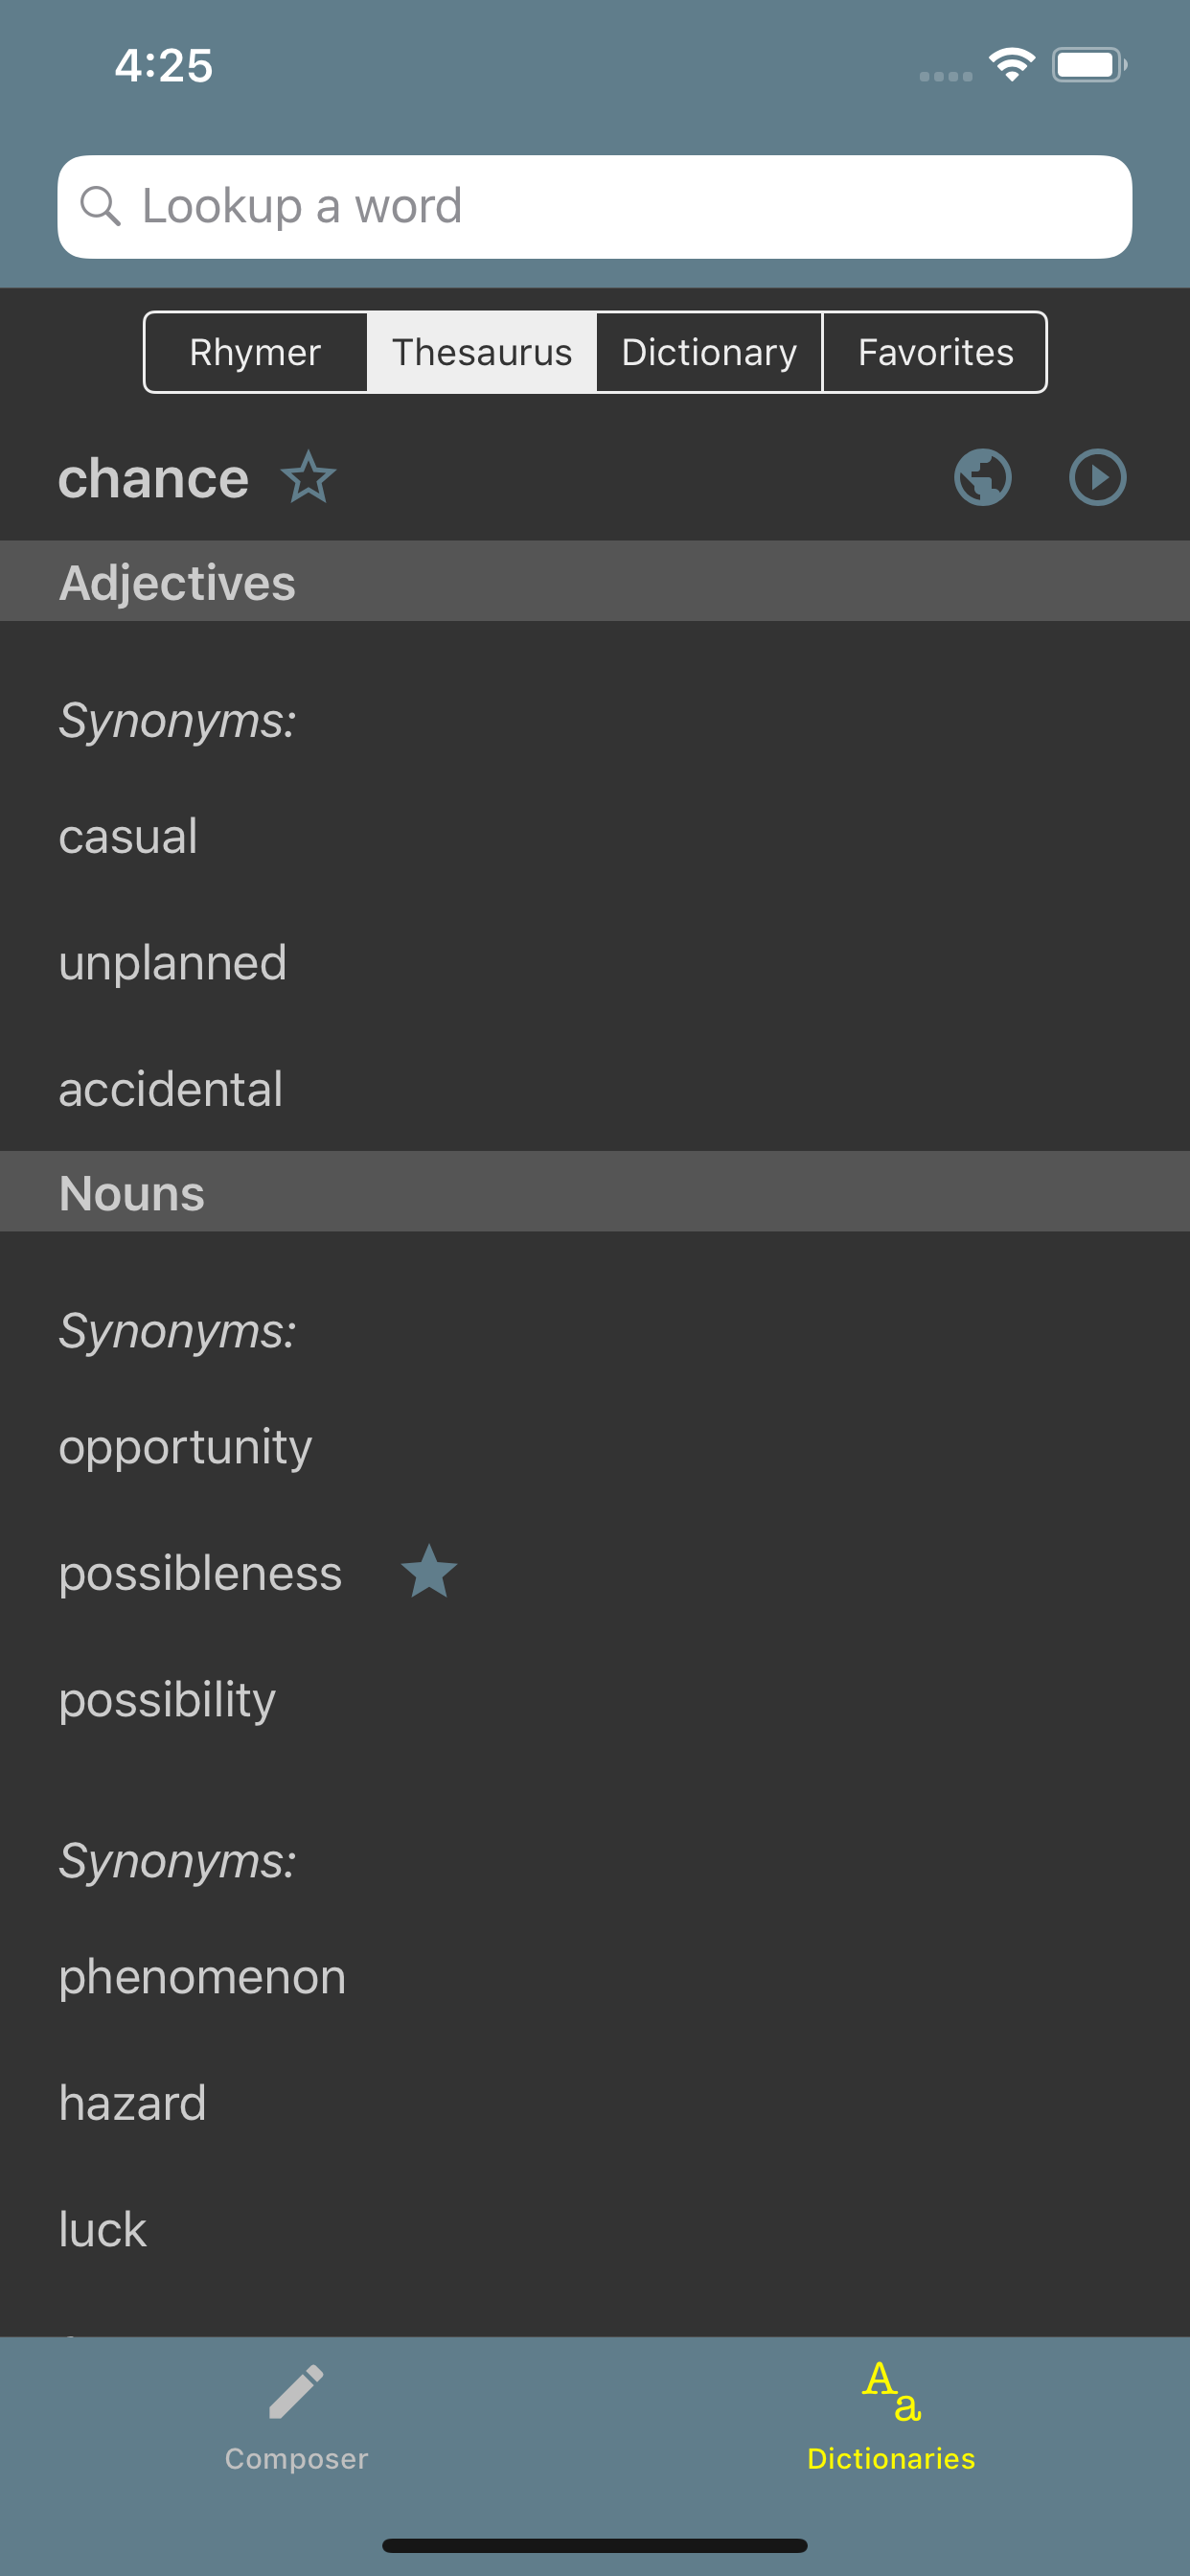 4:25
Lookup a word
Rhymer Thesaurus Dictionary Favorites
chance
Adjectives
Synonyms:
casual
unplanned
accidental
Nouns
Synonyms:
opportunity
possibleness
possibility
Synonyms:
phenomenon
hazard
luck
Composer Dictionaries